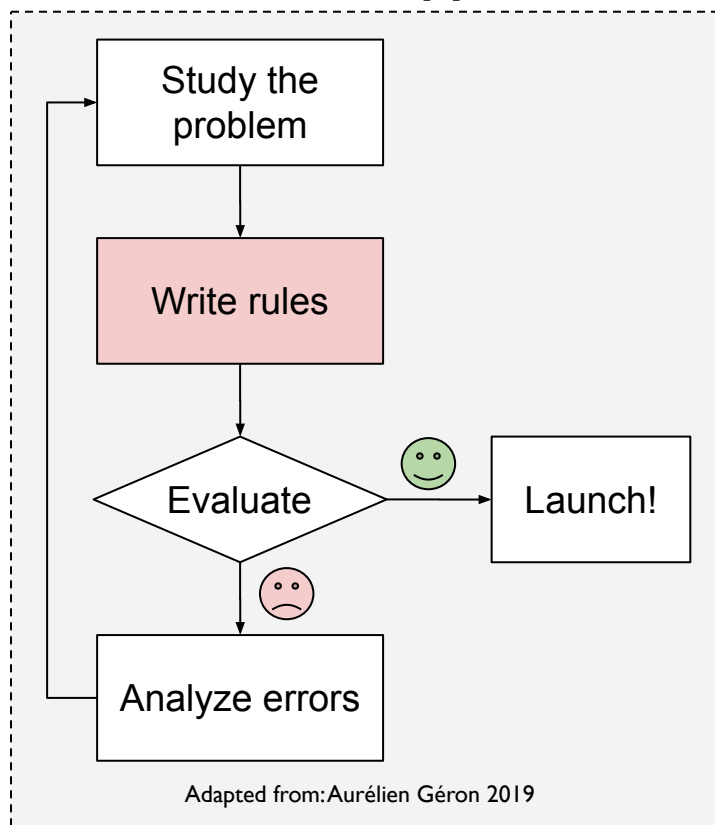 Study the
problem
Write rules
Evaluate
Launch!
Analyze errors
Adapted from: Aurélien Géron 2019